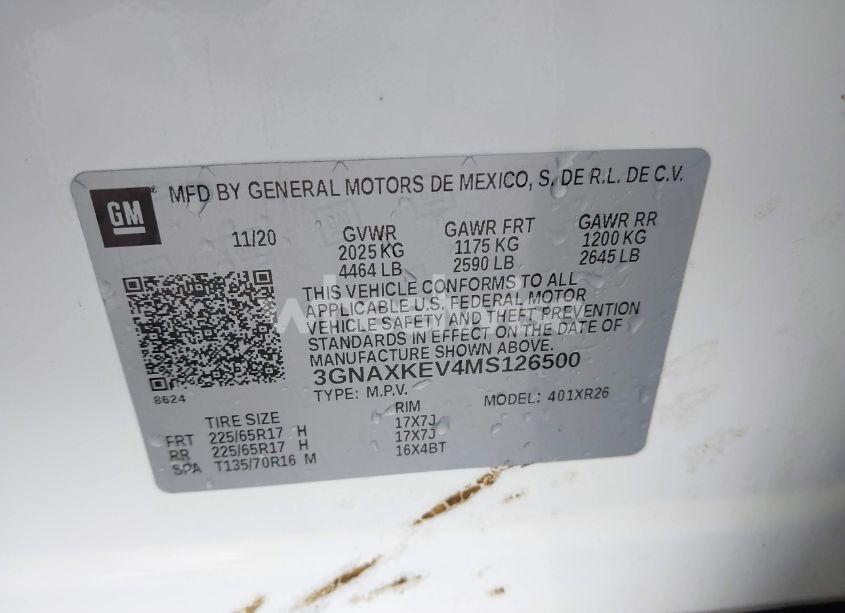 GM
MFD BY GENERAL MOTORS DE MEXICO, S. DE R.L. DE C.V.
11/20
GVWR GAWR FRT GAWR RR
2025 KG 1175 KG 1200 KG
4464 LB 2590 LB 2645 LB
THIS VEHICLE CONFORMS TO ALL
APPLICABLE U.S. FEDERAL MOTOR
VEHICLE SAFETY AND THEFT PREVENTION
STANDARDS IN EFFECT ON THE DATE OF
MANUFACTURE SHOWN ABOVE.
3GNAXKEV4MS126500
8624
TYPE: M.P.V. MODEL: 401XR26
TIRE SIZE RIM
FRT 225/65R17 H 17X7J
RR 225/65R17 H 17X7J
SPA T135/70R16 M 16X4BT